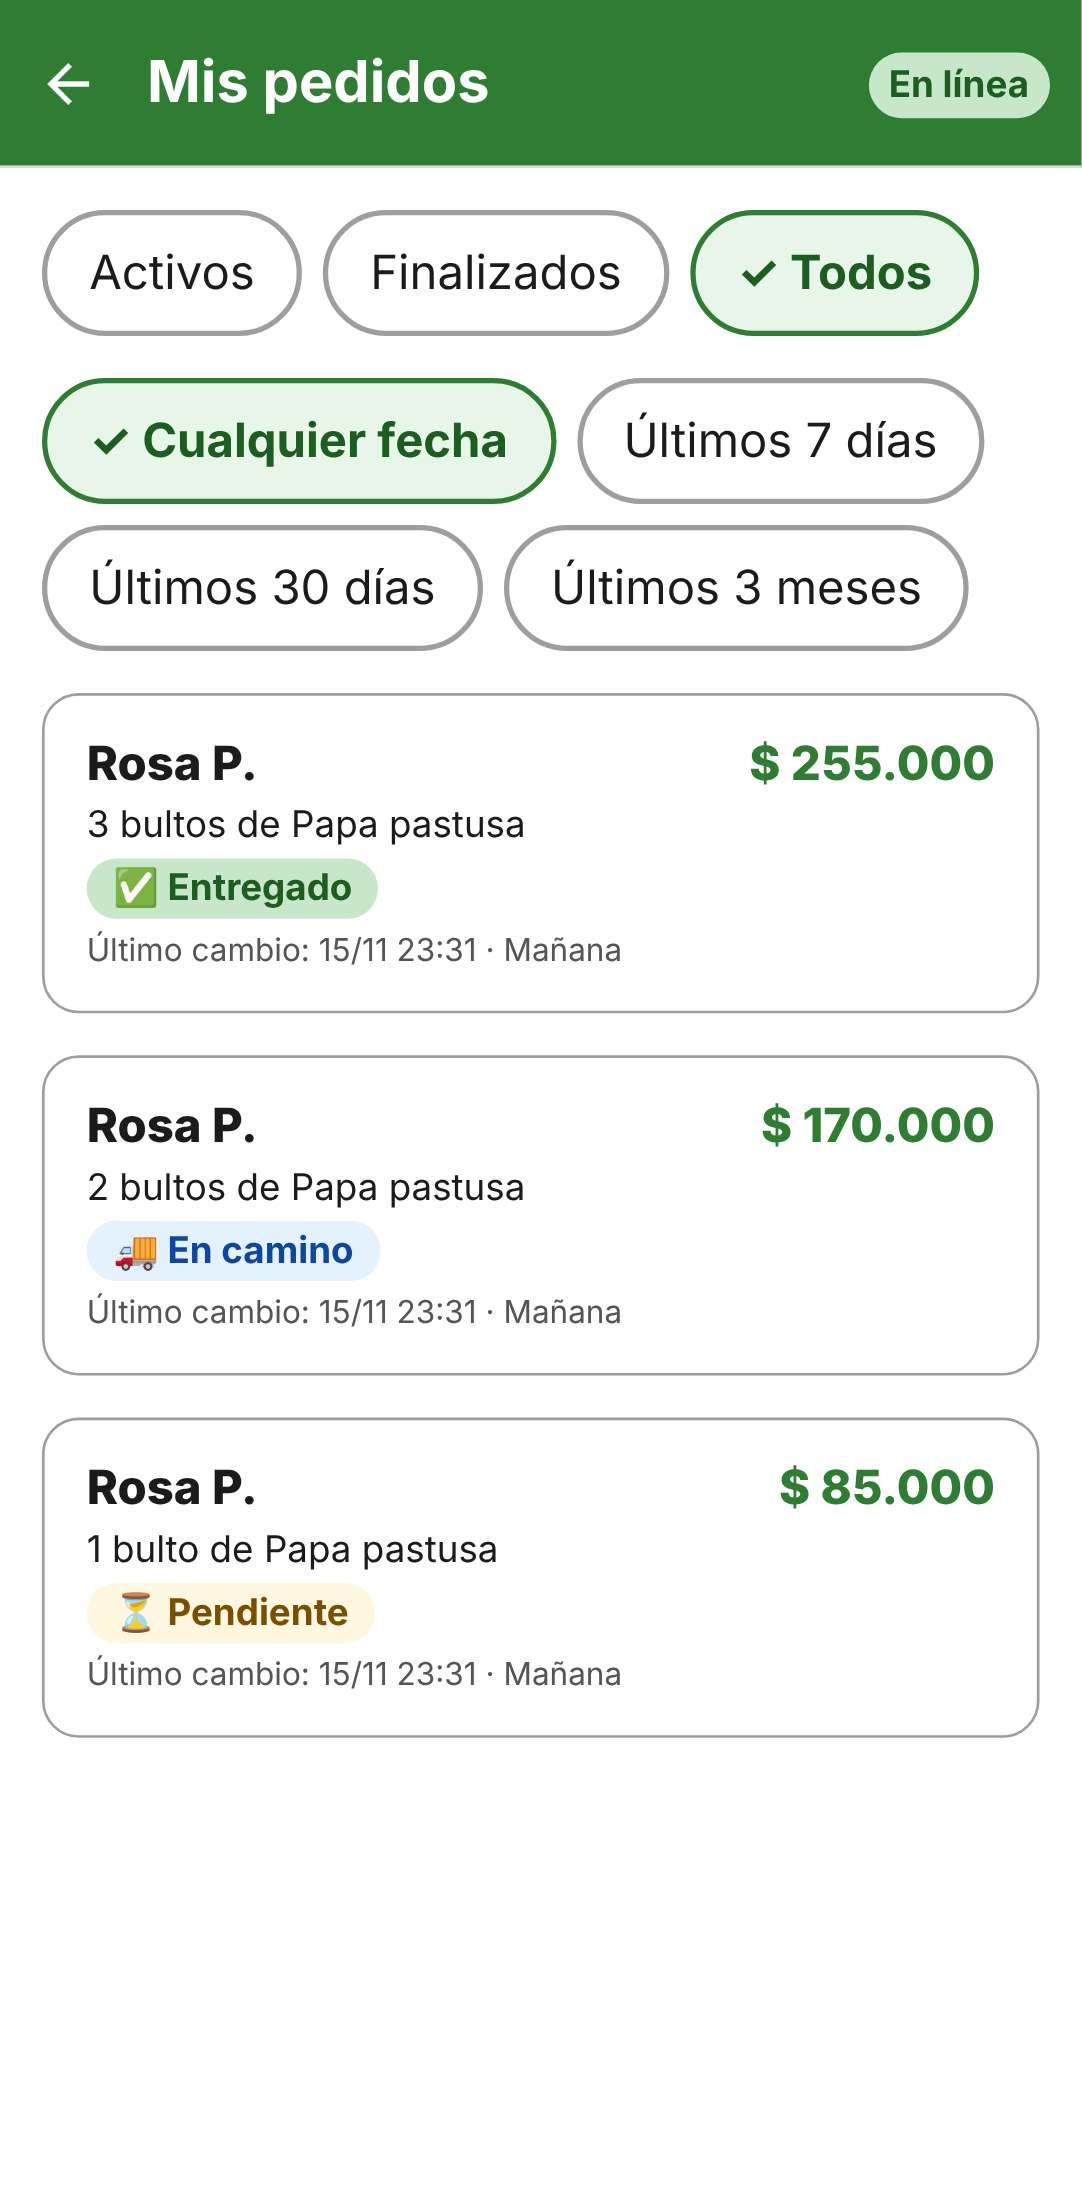 Mis pedidos
En línea
Activos
Finalizados
✓ Todos
✓ Cualquier fecha
Últimos 7 días
Últimos 30 días
Últimos 3 meses
Rosa P.
$ 255.000
3 bultos de Papa pastusa
✅ Entregado
Último cambio: 15/11 23:31 · Mañana
Rosa P.
$ 170.000
2 bultos de Papa pastusa
🚚 En camino
Último cambio: 15/11 23:31 · Mañana
Rosa P.
$ 85.000
1 bulto de Papa pastusa
⏳ Pendiente
Último cambio: 15/11 23:31 · Mañana